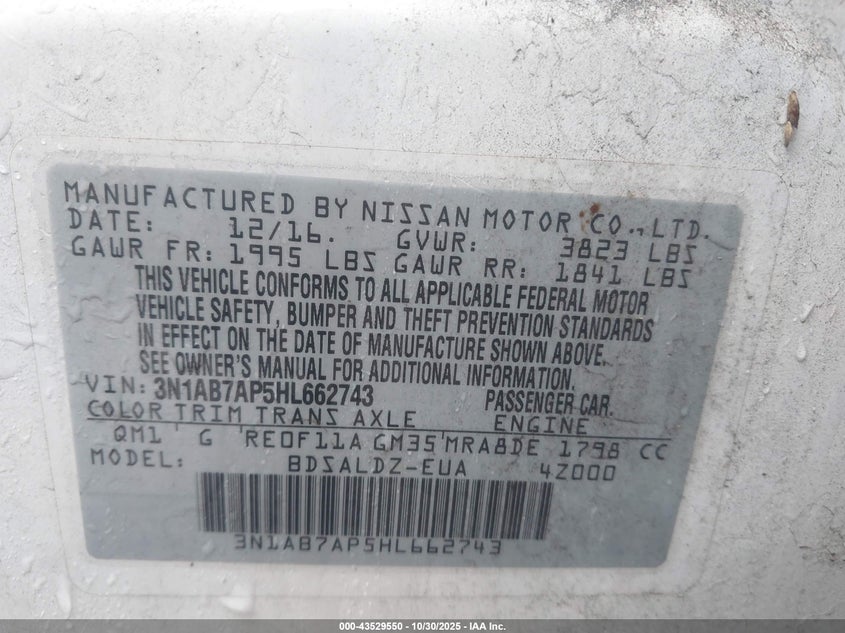 MANUFACTURED BY NISSAN MOTOR CO., LTD.
DATE: 12/16. GVWR: 3823 LBS
GAWR FR: 1995 LBS GAWR RR: 1841 LBS
THIS VEHICLE CONFORMS TO ALL APPLICABLE FEDERAL MOTOR
VEHICLE SAFETY, BUMPER AND THEFT PREVENTION STANDARDS
IN EFFECT ON THE DATE OF MANUFACTURE SHOWN ABOVE.
SEE OWNER'S MANUAL FOR ADDITIONAL INFORMATION.
VIN: 3N1AB7AP5HL662743 PASSENGER CAR.
COLOR TRIM TRANS AXLE ENGINE
QM1 ' G 'RE0F11A GM35'MRA8DE 1798 CC
MODEL: BDSALDZ-EUA 4Z000
3N1AB7AP5HL662743
000-43529550 - 10/30/2025 - IAA Inc.